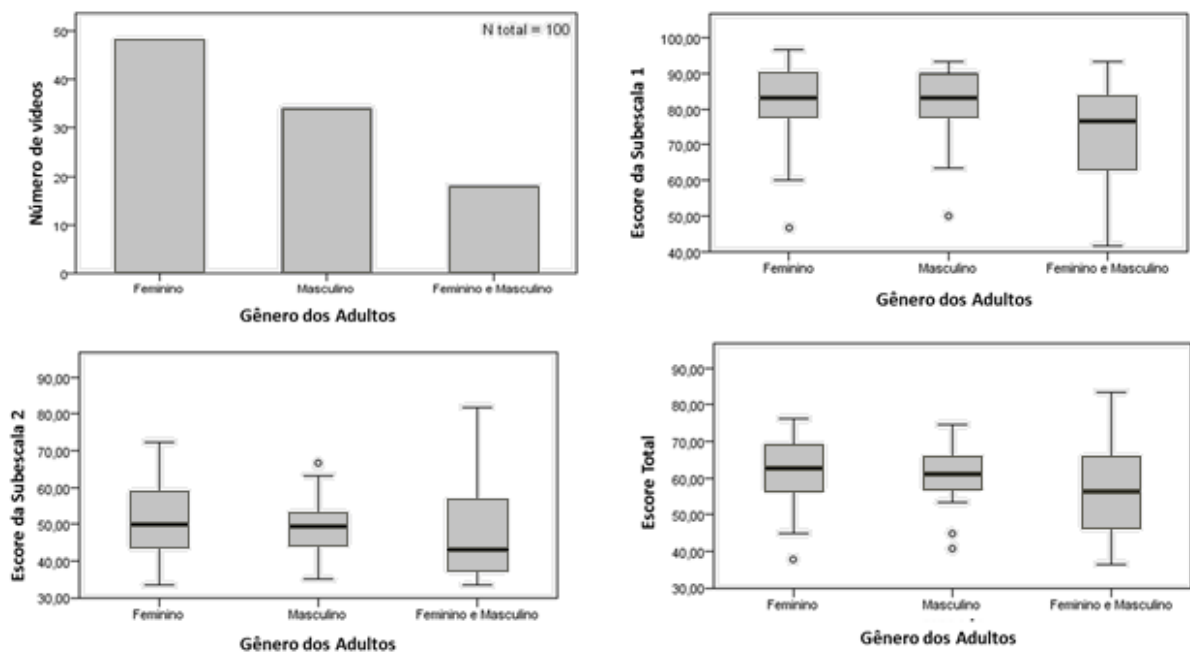 N total = 100
Número de vídeos
50
40
30
20
10
0
Feminino Masculino Feminino e Masculino
Gênero dos Adultos
Escore da Subescala 1
100,00
90,00
80,00
70,00
60,00
50,00
40,00
Feminino Masculino Feminino e Masculino
Gênero dos Adultos
Escore da Subescala 2
90,00
80,00
70,00
60,00
50,00
40,00
30,00
Feminino Masculino Feminino e Masculino
Gênero dos Adultos
Escore Total
90,00
80,00
70,00
60,00
50,00
40,00
30,00
Feminino Masculino Feminino e Masculino
Gênero dos Adultos